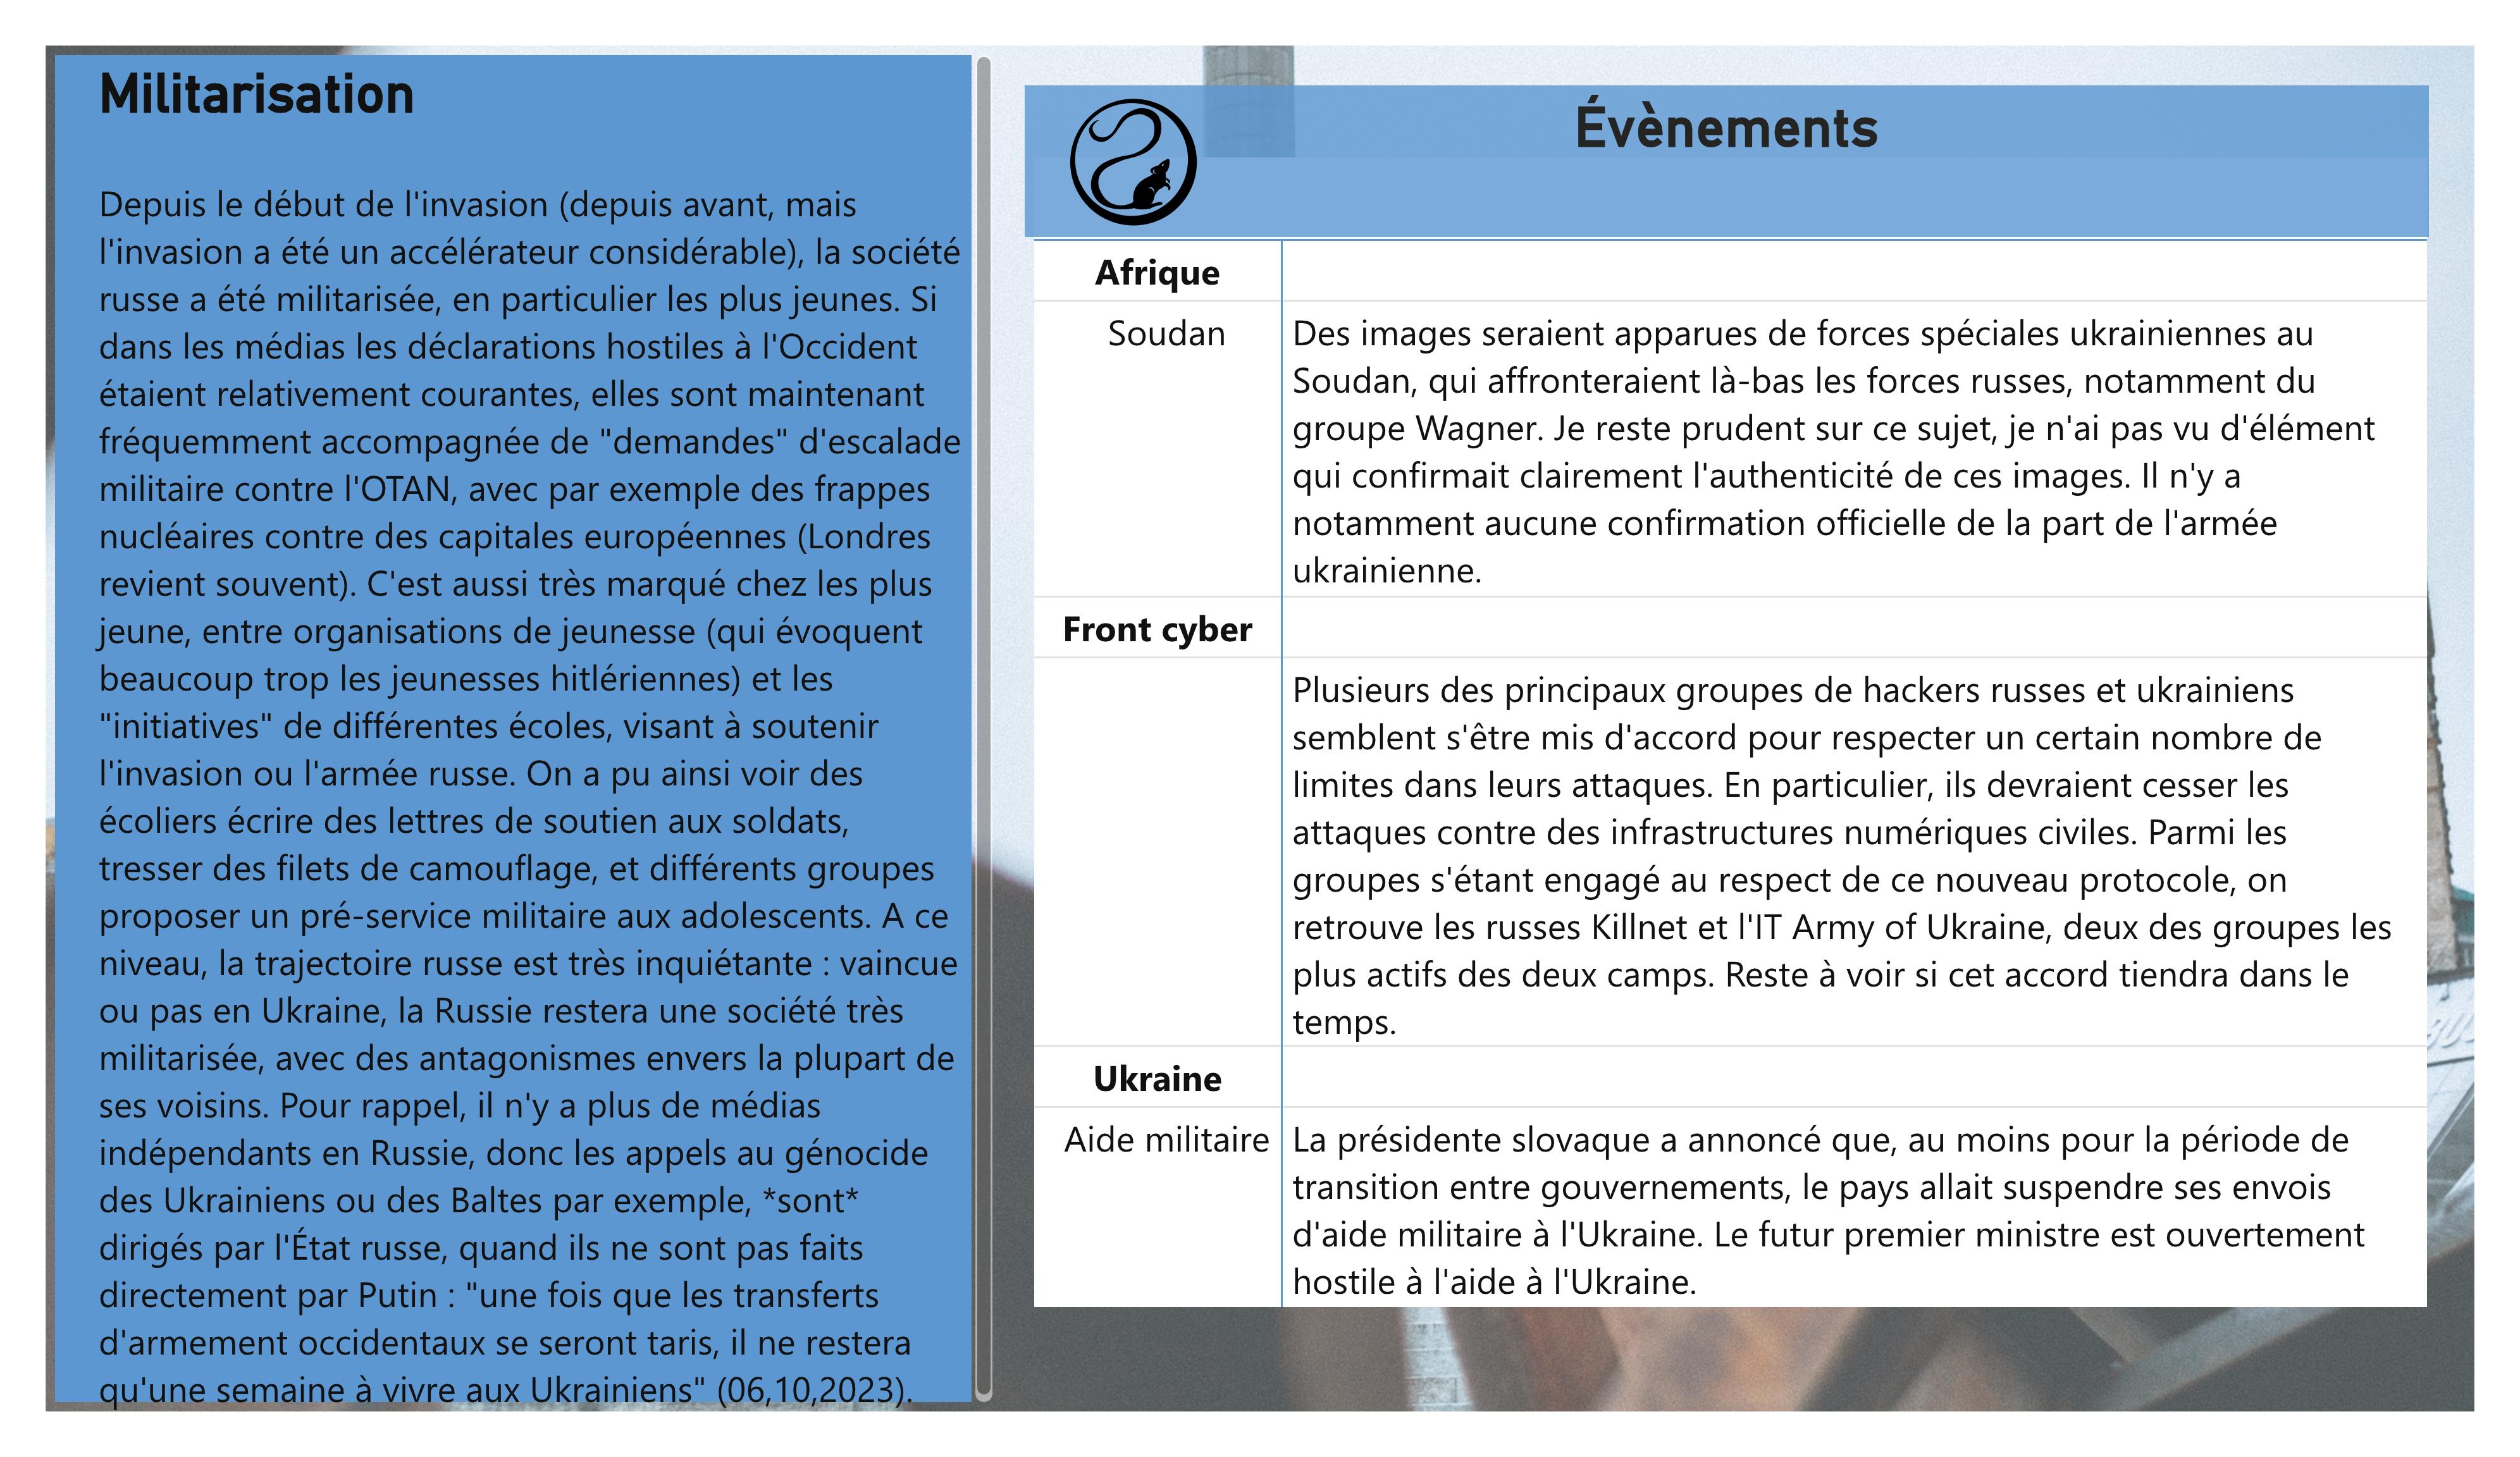 Militarisation
Depuis le début de l'invasion (depuis avant, mais
l'invasion a été un accélérateur considérable), la société
russe a été militarisée, en particulier les plus jeunes. Si
dans les médias les déclarations hostiles à l'Occident
étaient relativement courantes, elles sont maintenant
fréquemment accompagnée de "demandes" d'escalade
militaire contre l'OTAN, avec par exemple des frappes
nucléaires contre des capitales européennes (Londres
revient souvent). C'est aussi très marqué chez les plus
jeune, entre organisations de jeunesse (qui évoquent
beaucoup trop les jeunesses hitlériennes) et les
"initiatives" de différentes écoles, visant à soutenir
l'invasion ou l'armée russe. On a pu ainsi voir des
écoliers écrire des lettres de soutien aux soldats,
tresser des filets de camouflage, et différents groupes
proposer un pré-service militaire aux adolescents. A ce
niveau, la trajectoire russe est très inquiétante : vaincue
ou pas en Ukraine, la Russie restera une société très
militarisée, avec des antagonismes envers la plupart de
ses voisins. Pour rappel, il n'y a plus de médias
indépendants en Russie, donc les appels au génocide
des Ukrainiens ou des Baltes par exemple, *sont*
dirigés par l'État russe, quand ils ne sont pas faits
directement par Putin : "une fois que les transferts
d'armement occidentaux se seront taris, il ne restera
qu'une semaine à vivre aux Ukrainiens" (06,10,2023).
Évènements
Afrique
Soudan
Des images seraient apparues de forces spéciales ukrainiennes au
Soudan, qui affronteraient là-bas les forces russes, notamment du
groupe Wagner. Je reste prudent sur ce sujet, je n'ai pas vu d'élément
qui confirmait clairement l'authenticité de ces images. Il n'y a
notamment aucune confirmation officielle de la part de l'armée
ukrainienne.
Front cyber
Plusieurs des principaux groupes de hackers russes et ukrainiens
semblent s'être mis d'accord pour respecter un certain nombre de
limites dans leurs attaques. En particulier, ils devraient cesser les
attaques contre des infrastructures numériques civiles. Parmi les
groupes s'étant engagé au respect de ce nouveau protocole, on
retrouve les russes Killnet et l'IT Army of Ukraine, deux des groupes les
plus actifs des deux camps. Reste à voir si cet accord tiendra dans le
temps.
Ukraine
Aide militaire
La présidente slovaque a annoncé que, au moins pour la période de
transition entre gouvernements, le pays allait suspendre ses envois
d'aide militaire à l'Ukraine. Le futur premier ministre est ouvertement
hostile à l'aide à l'Ukraine.